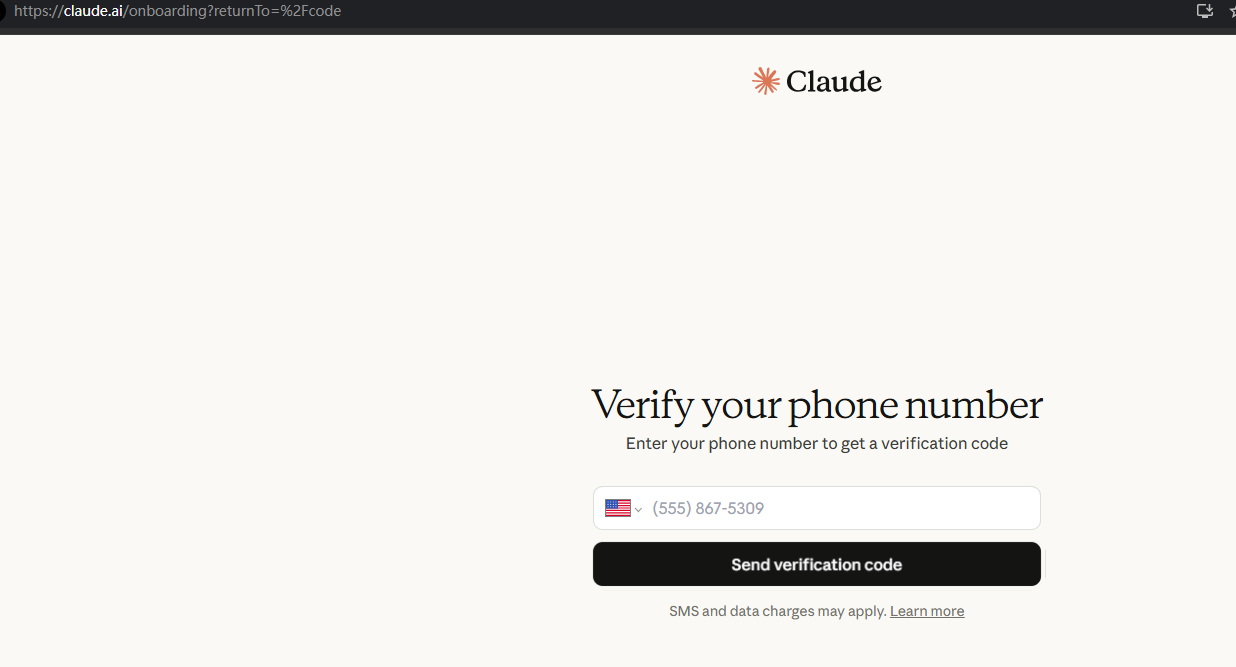 https://claude.ai/onboarding?returnTo=%2Fcode
Claude
Verify your phone number
Enter your phone number to get a verification code
(555) 867-5309
Send verification code
SMS and data charges may apply. Learn more